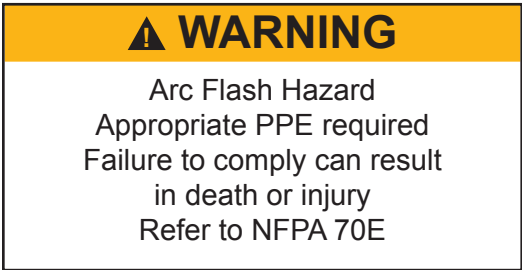 WARNING
Arc Flash Hazard
Appropriate PPE required
Failure to comply can result
in death or injury
Refer to NFPA 70E